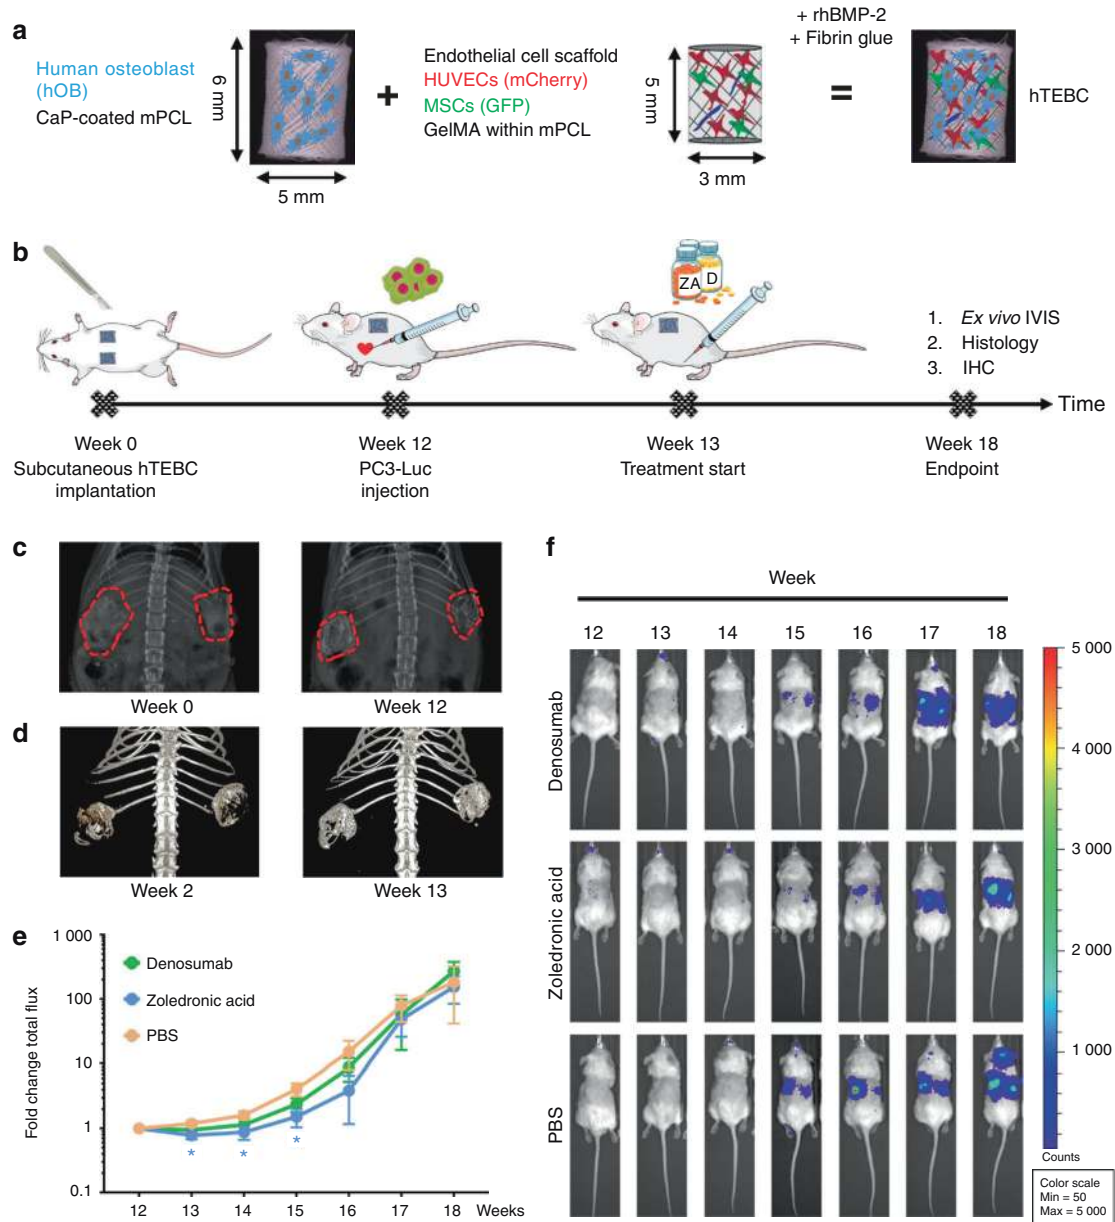 a
Human osteoblast
(hOB)
CaP-coated mPCL
6 mm
5 mm
+
Endothelial cell scaffold
HUVECs (mCherry)
MSCs (GFP)
GelMA within mPCL
5 mm
3 mm
+ rhBMP-2
+ Fibrin glue
=
hTEBC
b
ZA D
1. Ex vivo IVIS
2. Histology
3. IHC
Time
Week 0
Subcutaneous hTEBC
implantation
Week 12
PC3-Luc
injection
Week 13
Treatment start
Week 18
Endpoint
c
Week 0
Week 12
d
Week 2
Week 13
e
Fold change total flux
1 000
100
10
1
0.1
Denosumab
Zoledronic acid
PBS
* * *
12 13 14 15 16 17 18 Weeks
f
Week
12 13 14 15 16 17 18
Denosumab
Zoledronic acid
PBS
5 000
4 000
3 000
2 000
1 000
Counts
Color scale
Min = 50
Max = 5 000